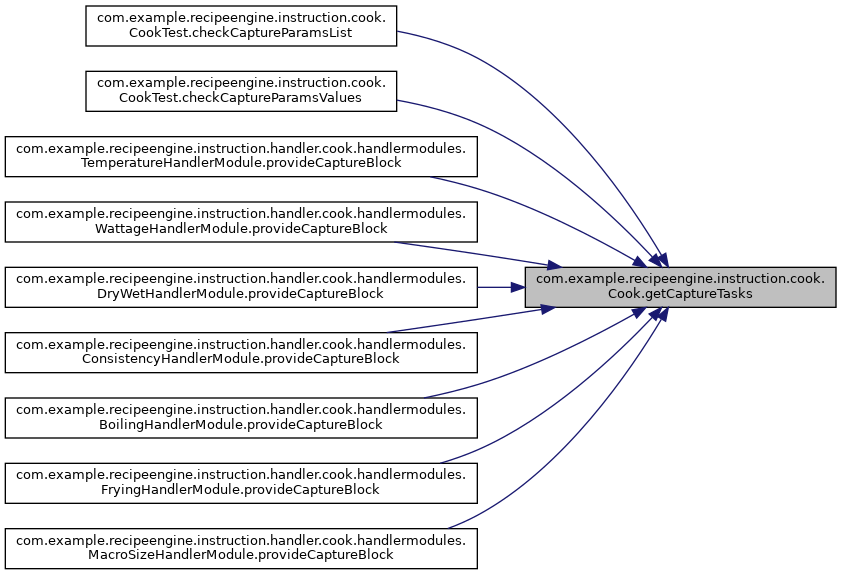 com.example.recipeengine.instruction.cook.
CookTest.checkCaptureParamsList
com.example.recipeengine.instruction.cook.
CookTest.checkCaptureParamsValues
com.example.recipeengine.instruction.handler.cook.handlermodules.
TemperatureHandlerModule.provideCaptureBlock
com.example.recipeengine.instruction.handler.cook.handlermodules.
WattageHandlerModule.provideCaptureBlock
com.example.recipeengine.instruction.handler.cook.handlermodules.
DryWetHandlerModule.provideCaptureBlock
com.example.recipeengine.instruction.cook.
Cook.getCaptureTasks
com.example.recipeengine.instruction.handler.cook.handlermodules.
ConsistencyHandlerModule.provideCaptureBlock
com.example.recipeengine.instruction.handler.cook.handlermodules.
BoilingHandlerModule.provideCaptureBlock
com.example.recipeengine.instruction.handler.cook.handlermodules.
FryingHandlerModule.provideCaptureBlock
com.example.recipeengine.instruction.handler.cook.handlermodules.
MacroSizeHandlerModule.provideCaptureBlock